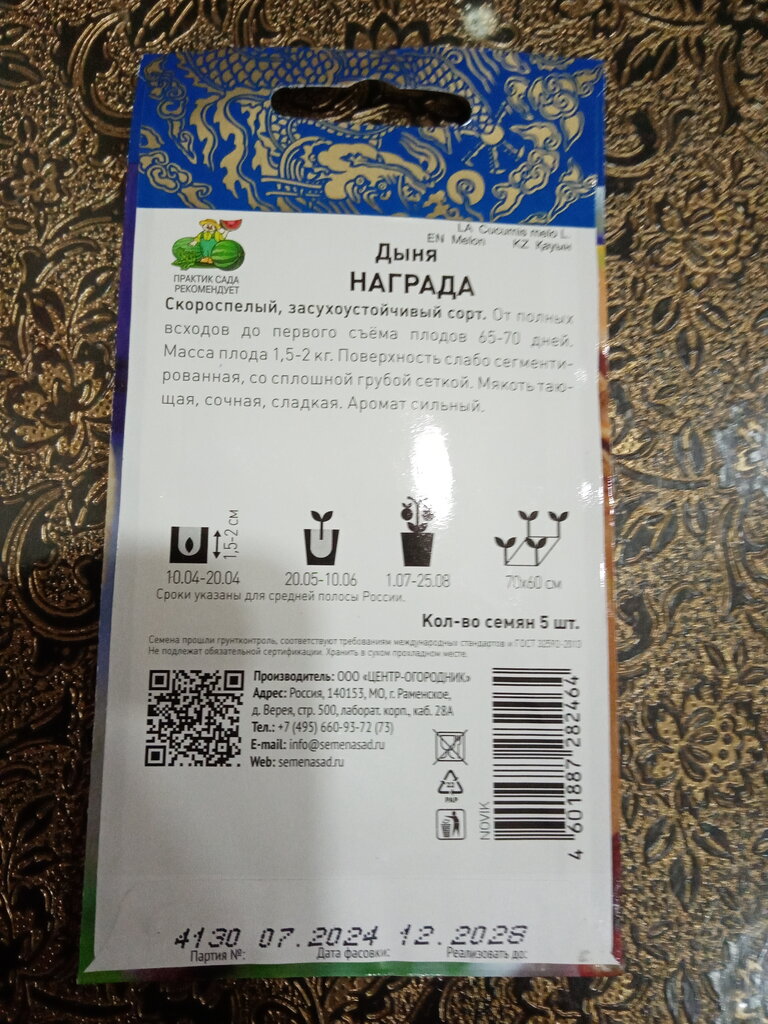 LA Cucumis melo L.
EN Melon KZ Қауын
ПРАКТИК САДА
РЕКОМЕНДУЕТ
Дыня
НАГРАДА
Скороспелый, засухоустойчивый сорт. От полных
всходов до первого съёма плодов 65-70 дней.
Масса плода 1,5-2 кг. Поверхность слабо сегменти-
рованная, со сплошной грубой сеткой. Мякоть таю-
щая, сочная, сладкая. Аромат сильный.
1,5-2 см
10.04-20.04 20.05-10.06 1.07-25.08 70х60 см
Сроки указаны для средней полосы России.
Кол-во семян 5 шт.
Семена прошли грунтконтроль, соответствуют требованиям международных стандартов и ГОСТ 32592-2013
Не подлежат обязательной сертификации. Хранить в сухом прохладном месте.
Производитель: ООО «ЦЕНТР-ОГОРОДНИК»
Адрес: Россия, 140153, МО, г. Раменское,
д. Верея, стр. 500, лаборат. корп., каб. 28А
Тел.: +7 (495) 660-93-72 (73)
E-mail: info@semenasad.ru
Web: semenasad.ru
22
PAP
NOVIK
4 601887 282464
4130 07.2024 12.2028
Партия №: Дата фасовки: Реализовать до: